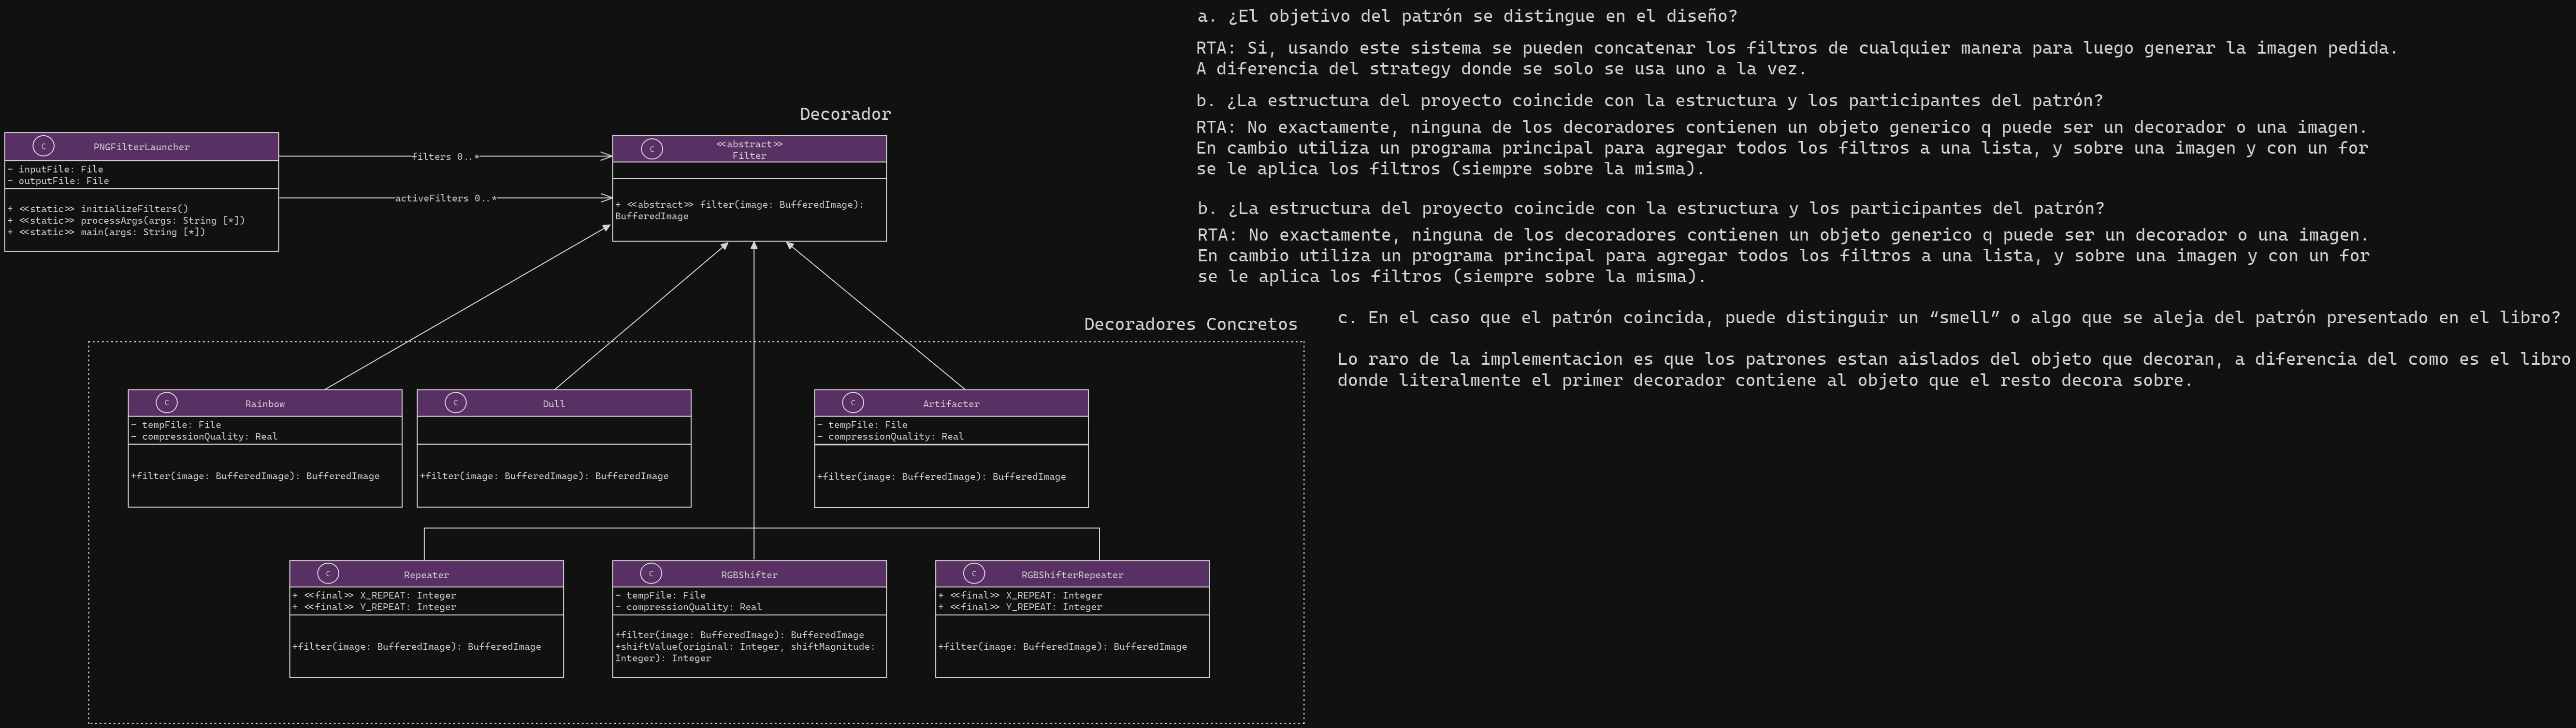 a. ¿El objetivo del patrón se distingue en el diseño?
RTA: Si, usando este sistema se pueden concatenar los filtros de cualquier manera para luego generar la imagen pedida.
A diferencia del strategy donde se solo se usa uno a la vez.
b. ¿La estructura del proyecto coincide con la estructura y los participantes del patrón?
RTA: No exactamente, ninguna de los decoradores contienen un objeto generico q puede ser un decorador o una imagen.
En cambio utiliza un programa principal para agregar todos los filtros a una lista, y sobre una imagen y con un for
se le aplica los filtros (siempre sobre la misma).
b. ¿La estructura del proyecto coincide con la estructura y los participantes del patrón?
RTA: No exactamente, ninguna de los decoradores contienen un objeto generico q puede ser un decorador o una imagen.
En cambio utiliza un programa principal para agregar todos los filtros a una lista, y sobre una imagen y con un for
se le aplica los filtros (siempre sobre la misma).
c. En el caso que el patrón coincida, puede distinguir un “smell” o algo que se aleja del patrón presentado en el libro?
Lo raro de la implementacion es que los patrones estan aislados del objeto que decoran, a diferencia del como es el libro
donde literalmente el primer decorador contiene al objeto que el resto decora sobre.
Decorador
C
PNGFilterLauncher
- inputFile: File
- outputFile: File
+ <<static>> initializeFilters()
+ <<static>> processArgs(args: String [*])
+ <<static>> main(args: String [*])
filters 0..*
activeFilters 0..*
C
<<abstract>>
Filter
+ <<abstract>> filter(image: BufferedImage):
BufferedImage
Decoradores Concretos
C
Rainbow
- tempFile: File
- compressionQuality: Real
+filter(image: BufferedImage): BufferedImage
C
Dull
+filter(image: BufferedImage): BufferedImage
C
Artifacter
- tempFile: File
- compressionQuality: Real
+filter(image: BufferedImage): BufferedImage
C
Repeater
+ <<final>> X_REPEAT: Integer
+ <<final>> Y_REPEAT: Integer
+filter(image: BufferedImage): BufferedImage
C
RGBShifter
- tempFile: File
- compressionQuality: Real
+filter(image: BufferedImage): BufferedImage
+shiftValue(original: Integer, shiftMagnitude:
Integer): Integer
C
RGBShifterRepeater
+ <<final>> X_REPEAT: Integer
+ <<final>> Y_REPEAT: Integer
+filter(image: BufferedImage): BufferedImage